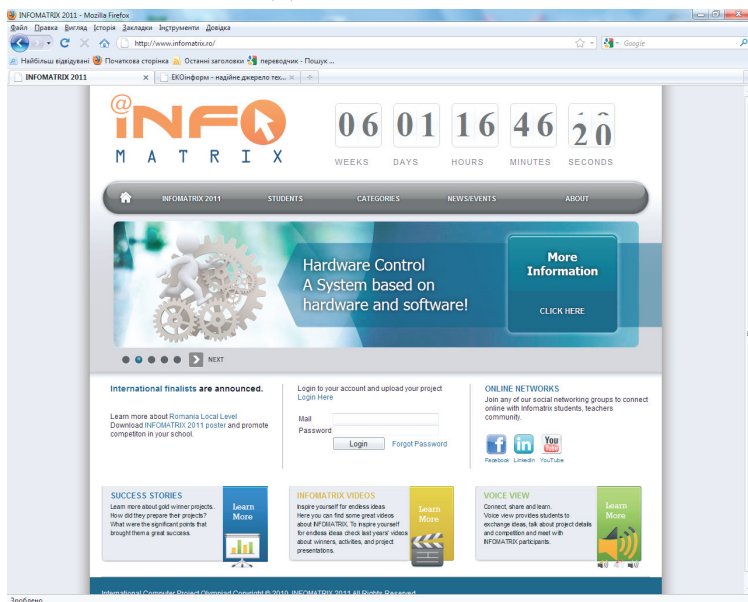 INFOMATRIX 2011 - Mozilla Firefox
Файл Правка Вигляд Історія Закладки Інструменти Довідка
http://www.infomatrix.ro/
Google
Найбільш відвідувані Початкова сторінка Останні заголовки переводчик - Пошук ...
INFOMATRIX 2011 ЕКОінформ - надійне джерело тех...
@
INFO
MATRIX
06 01 16 46 20
WEEKS DAYS HOURS MINUTES SECONDS
INFOMATRIX 2011 STUDENTS CATEGORIES NEWS/EVENTS ABOUT
Hardware Control
A System based on
hardware and software!
More
Information
CLICK HERE
NEXT
International finalists are announced.
Learn more about Romania Local Level
Download INFOMATRIX 2011 poster and promote
competiton in your school.
Login to your account and upload your project
Login Here
Mail
Password
Login Forgot Password
ONLINE NETWORKS
Join any of our social networking groups to connect
online with Infomatrix students, teachers
community.
You
Tube
Facebook LinkedIn YouTube
SUCCESS STORIES
Learn more about gold winner projects.
How did they prepare their projects?
What were the significant points that
brought them a great success.
Learn
More
INFOMATRIX VIDEOS
Inspire yourself for endless ideas
Here you can find some great videos
about INFOMATRIX. To inspire yourself
for endless ideas check last years' videos
about winners, activities, and project
presentations.
Learn
More
VOICE VIEW
Connect, share and learn.
Voice view provides students to
exchange ideas, talk about project details
and competition and meet with
INFOMATRIX participants.
Learn
More
International Computer Project Olympiad Copyright © 2010. INFOMATRIX 2011 All Rights Reserved
Зроблено